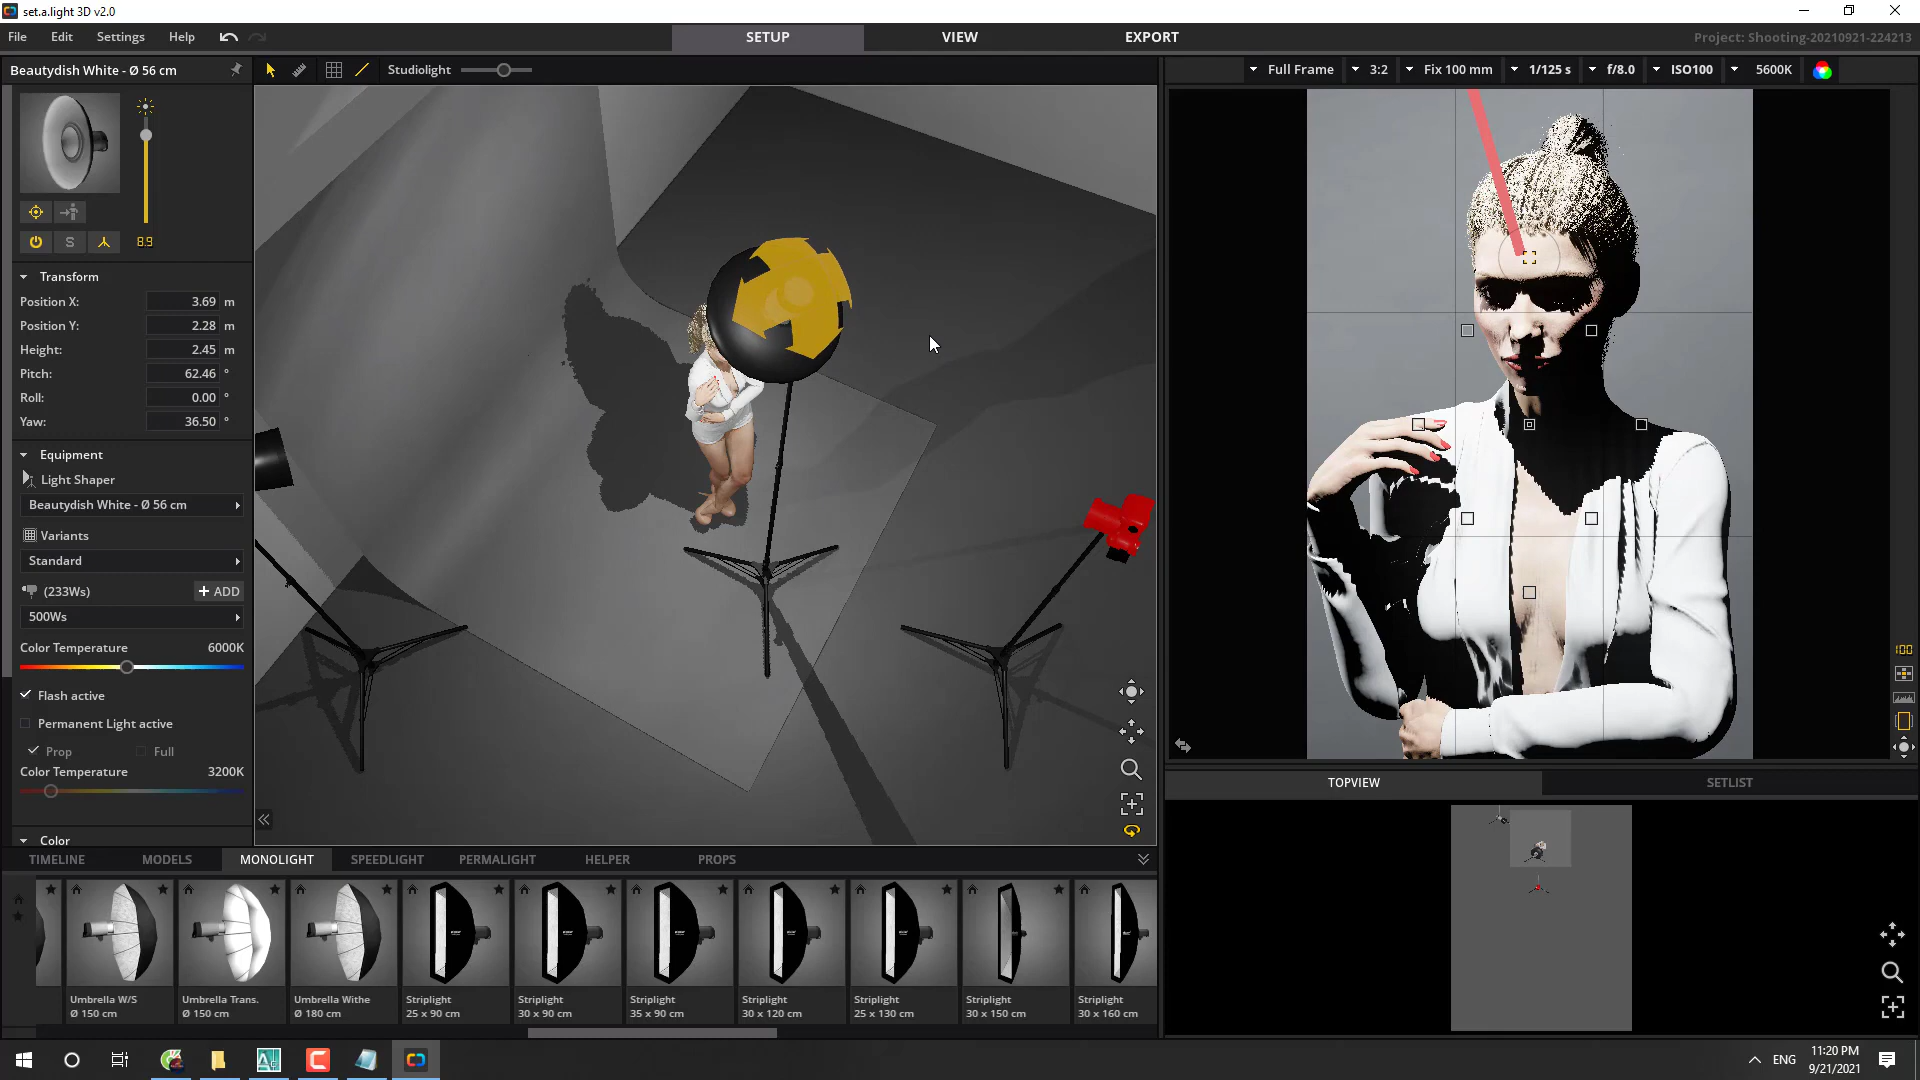 set.a.light 3D v2.0
File Edit Settings Help
SETUP VIEW EXPORT
Project: Shooting-20210921-224213
Beautydish White - Ø 56 cm
Studiolight
Full Frame 3:2 Fix 100 mm 1/125 s f/8.0 ISO100 5600K
S 8.9
Transform
Position X: 3.69 m
Position Y: 2.28 m
Height: 2.45 m
Pitch: 62.46 °
Roll: 0.00 °
Yaw: 36.50 °
Equipment
Light Shaper
Beautydish White - Ø 56 cm
Variants
Standard
(233Ws) + ADD
500Ws
Color Temperature 6000K
Flash active
Permanent Light active
Prop Full
Color Temperature 3200K
Color
100
TOPVIEW SETLIST
TIMELINE MODELS MONOLIGHT SPEEDLIGHT PERMALIGHT HELPER PROPS
Umbrella W/S
Ø 150 cm
Umbrella Trans.
Ø 150 cm
Umbrella Withe
Ø 180 cm
Striplight
25 x 90 cm
Striplight
30 x 90 cm
Striplight
35 x 90 cm
Striplight
30 x 120 cm
Striplight
25 x 130 cm
Striplight
30 x 150 cm
Striplight
30 x 160 cm
ENG
11:20 PM
9/21/2021